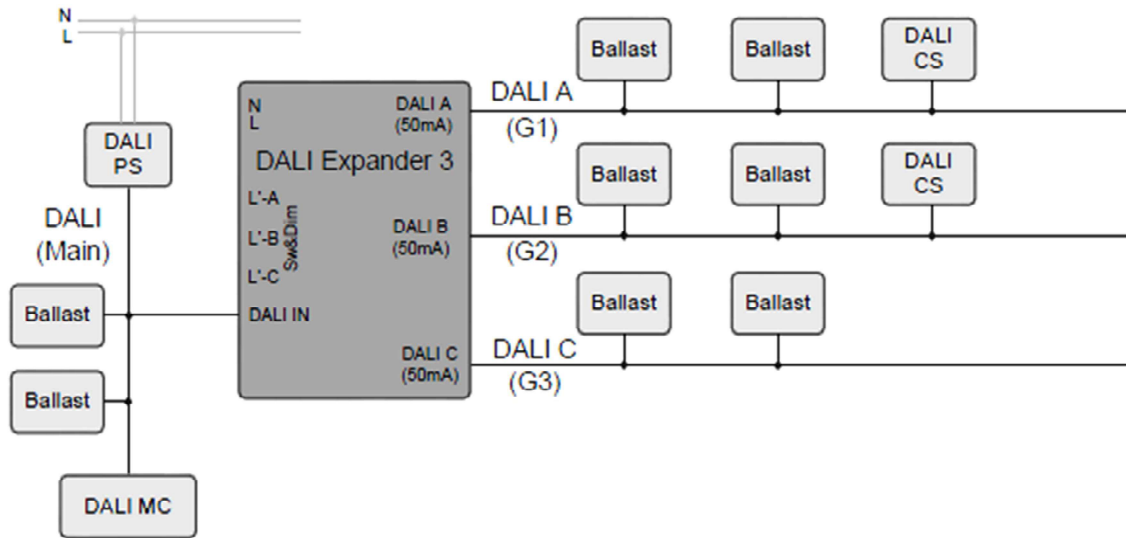 N
L
DALI
PS
DALI
(Main)
Ballast
Ballast
DALI MC
N
L
DALI A
(50mA)
DALI Expander 3
L'-A
L'-B
L'-C
Sw&Dim
DALI B
(50mA)
DALI IN
DALI C
(50mA)
DALI A
(G1)
Ballast
Ballast
DALI
CS
DALI B
(G2)
Ballast
Ballast
DALI
CS
DALI C
(G3)
Ballast
Ballast